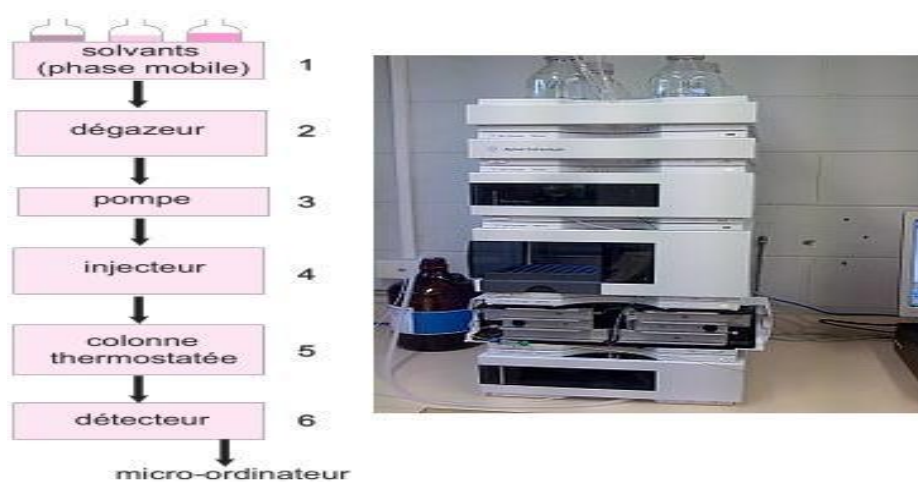 solvants
(phase mobile)
1
dégazeur
2
pompe
3
injecteur
4
colonne
thermostatée
5
détecteur
6
micro-ordinateur